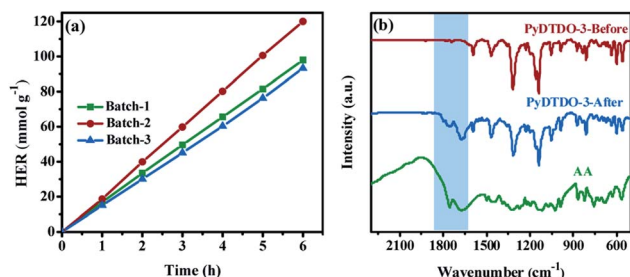 (a)
HER (mmol g⁻¹)
120
100
80
60
40
20
0
Batch-1
Batch-2
Batch-3
0 1 2 3 4 5 6
Time (h)
(b)
Intensity (a.u.)
PyDTDO-3-Before
PyDTDO-3-After
AA
2100 1800 1500 1200 900 600
Wavenumber (cm⁻¹)